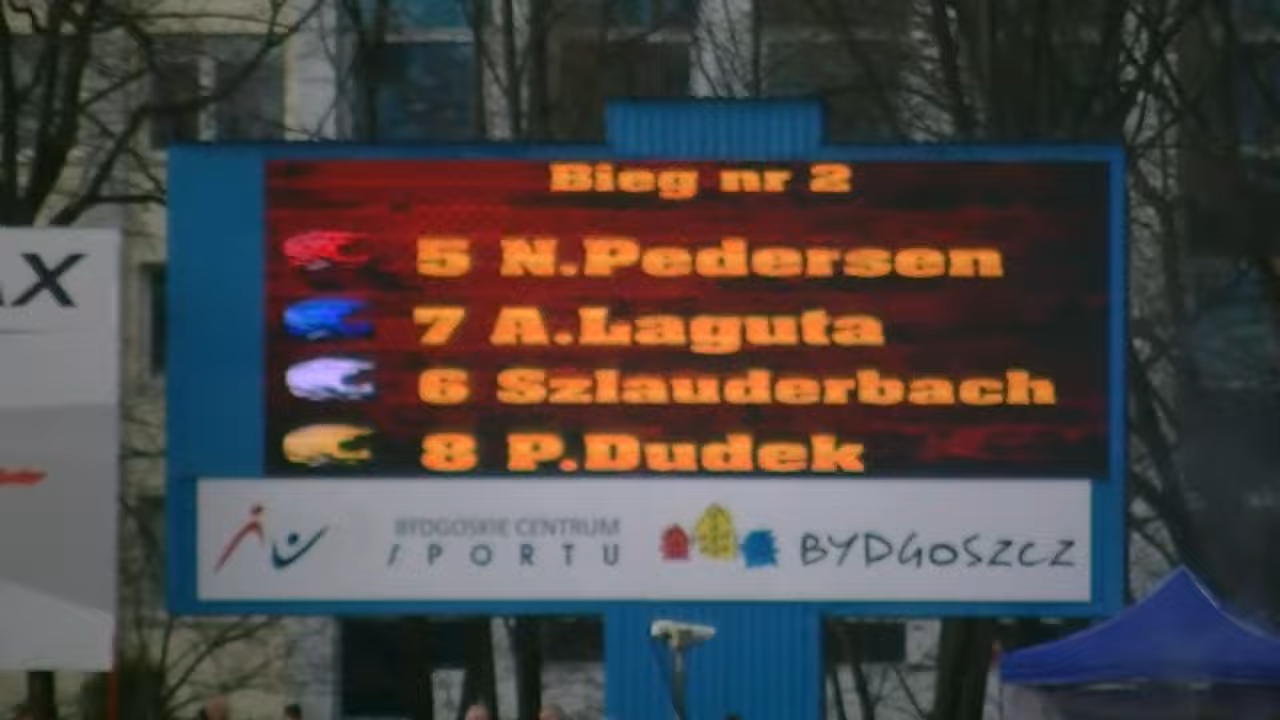 Bieg nr 2
5 N.Pedersen
7 A.Laguta
6 Szlauderbach
8 P.Dudek
BYDGOSKIE CENTRUM
SPORTU
BYDGOSZCZ
AX